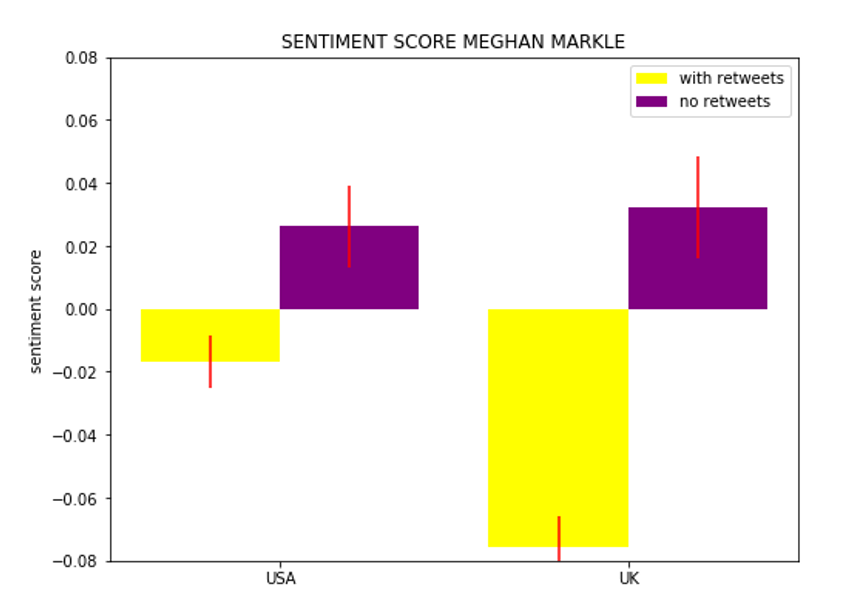 SENTIMENT SCORE MEGHAN MARKLE
with retweets
no retweets
sentiment score
0.08
0.06
0.04
0.02
0.00
−0.02
−0.04
−0.06
−0.08
USA
UK